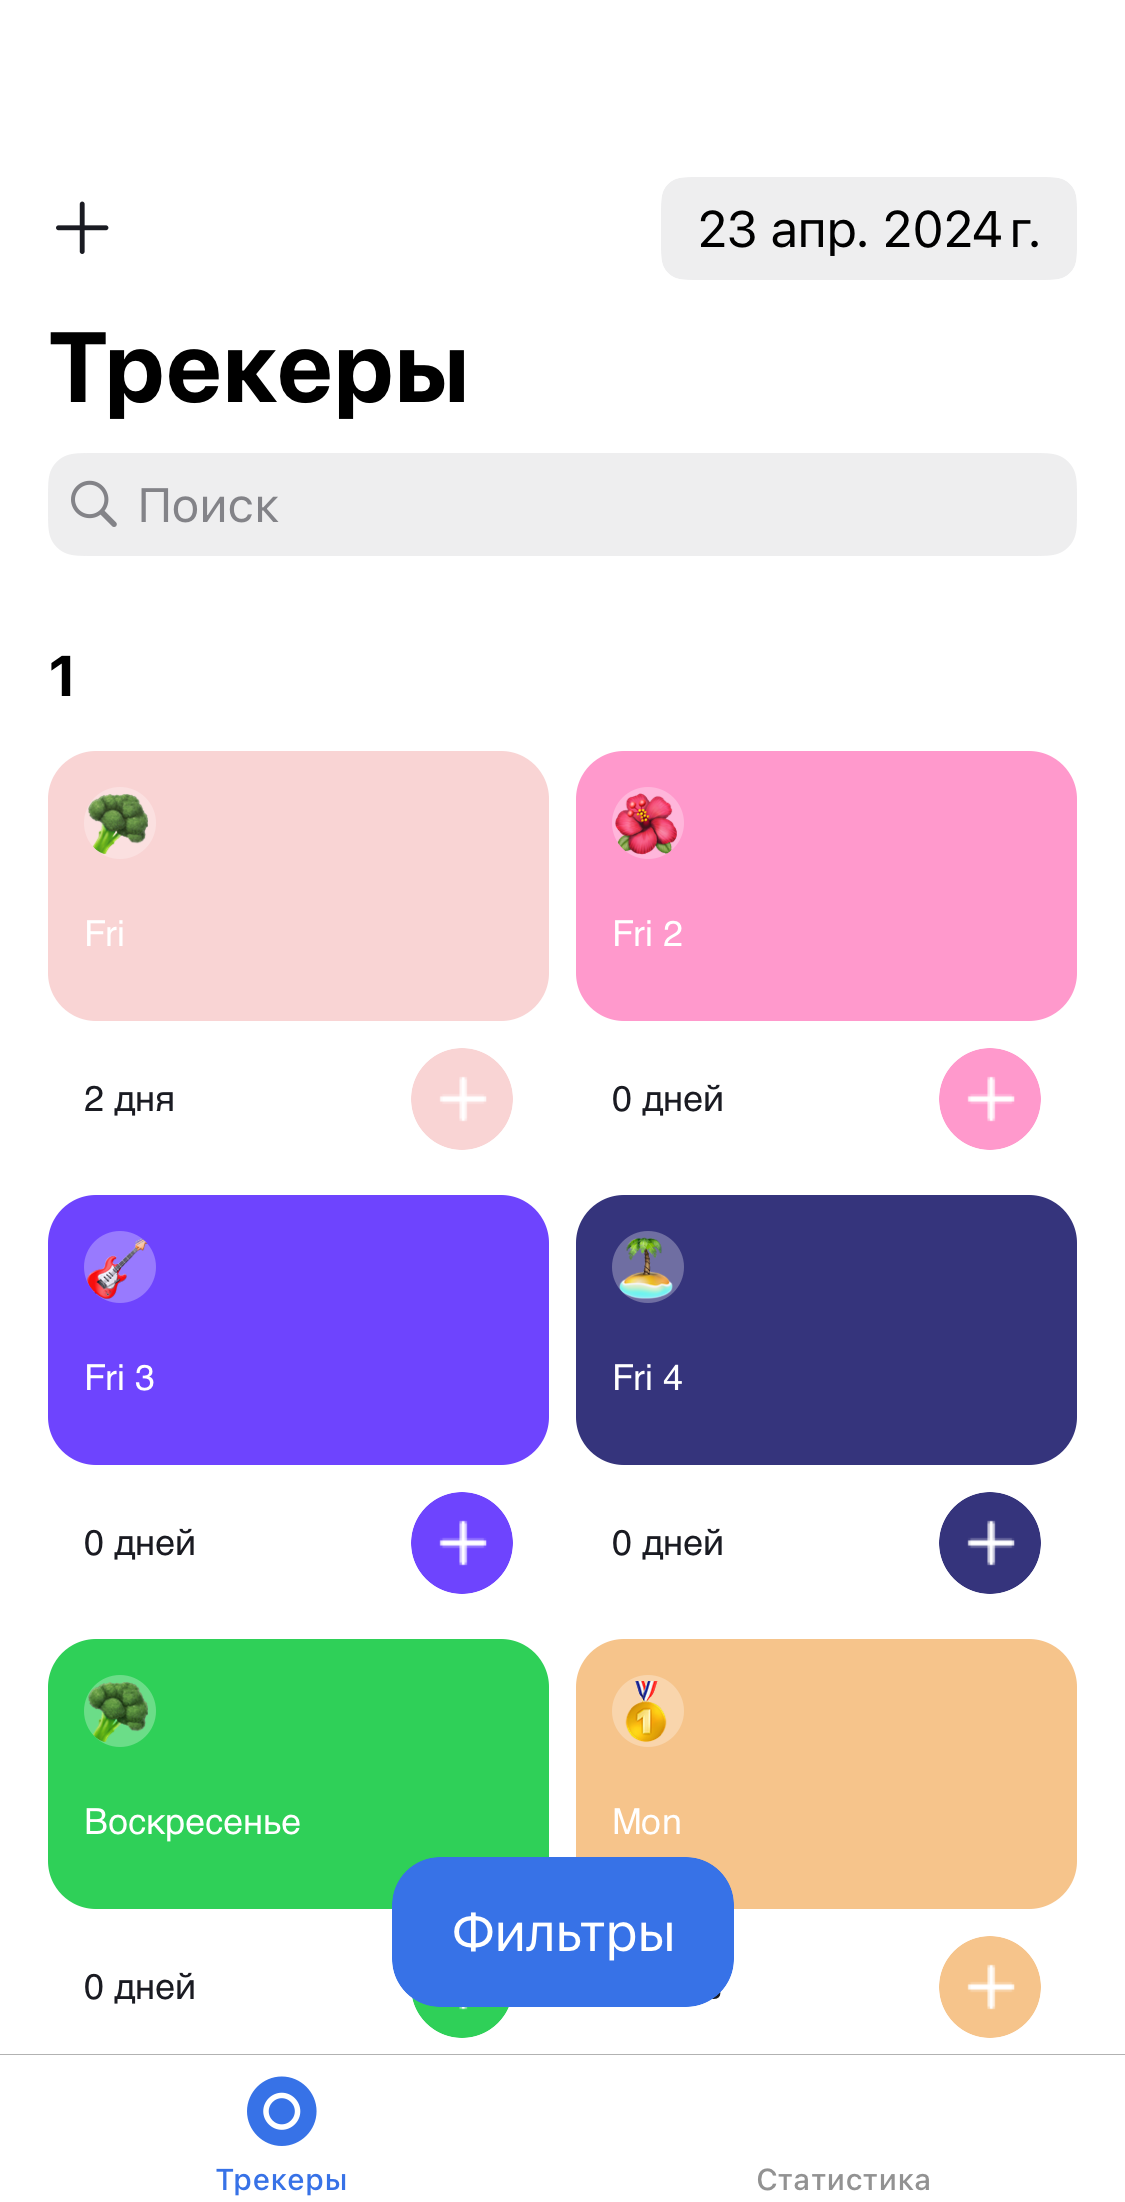 23 апр. 2024 г.
Трекеры
Поиск
1
Fri
Fri 2
2 дня
0 дней
Fri 3
Fri 4
0 дней
0 дней
1
Воскресенье
Mon
Фильтры
0 дней
Трекеры
Статистика